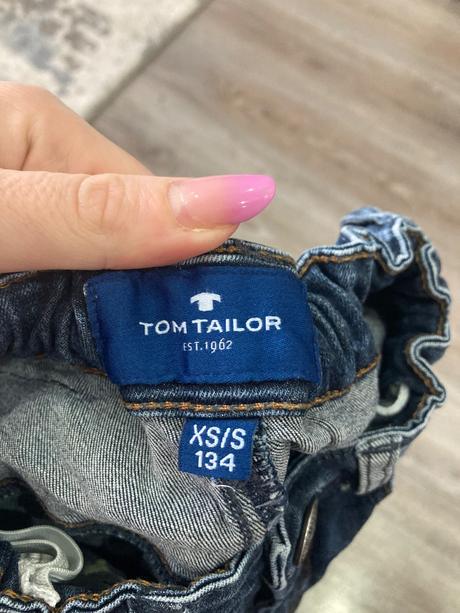 TOM TAILOR
EST.1962
XS/S
134